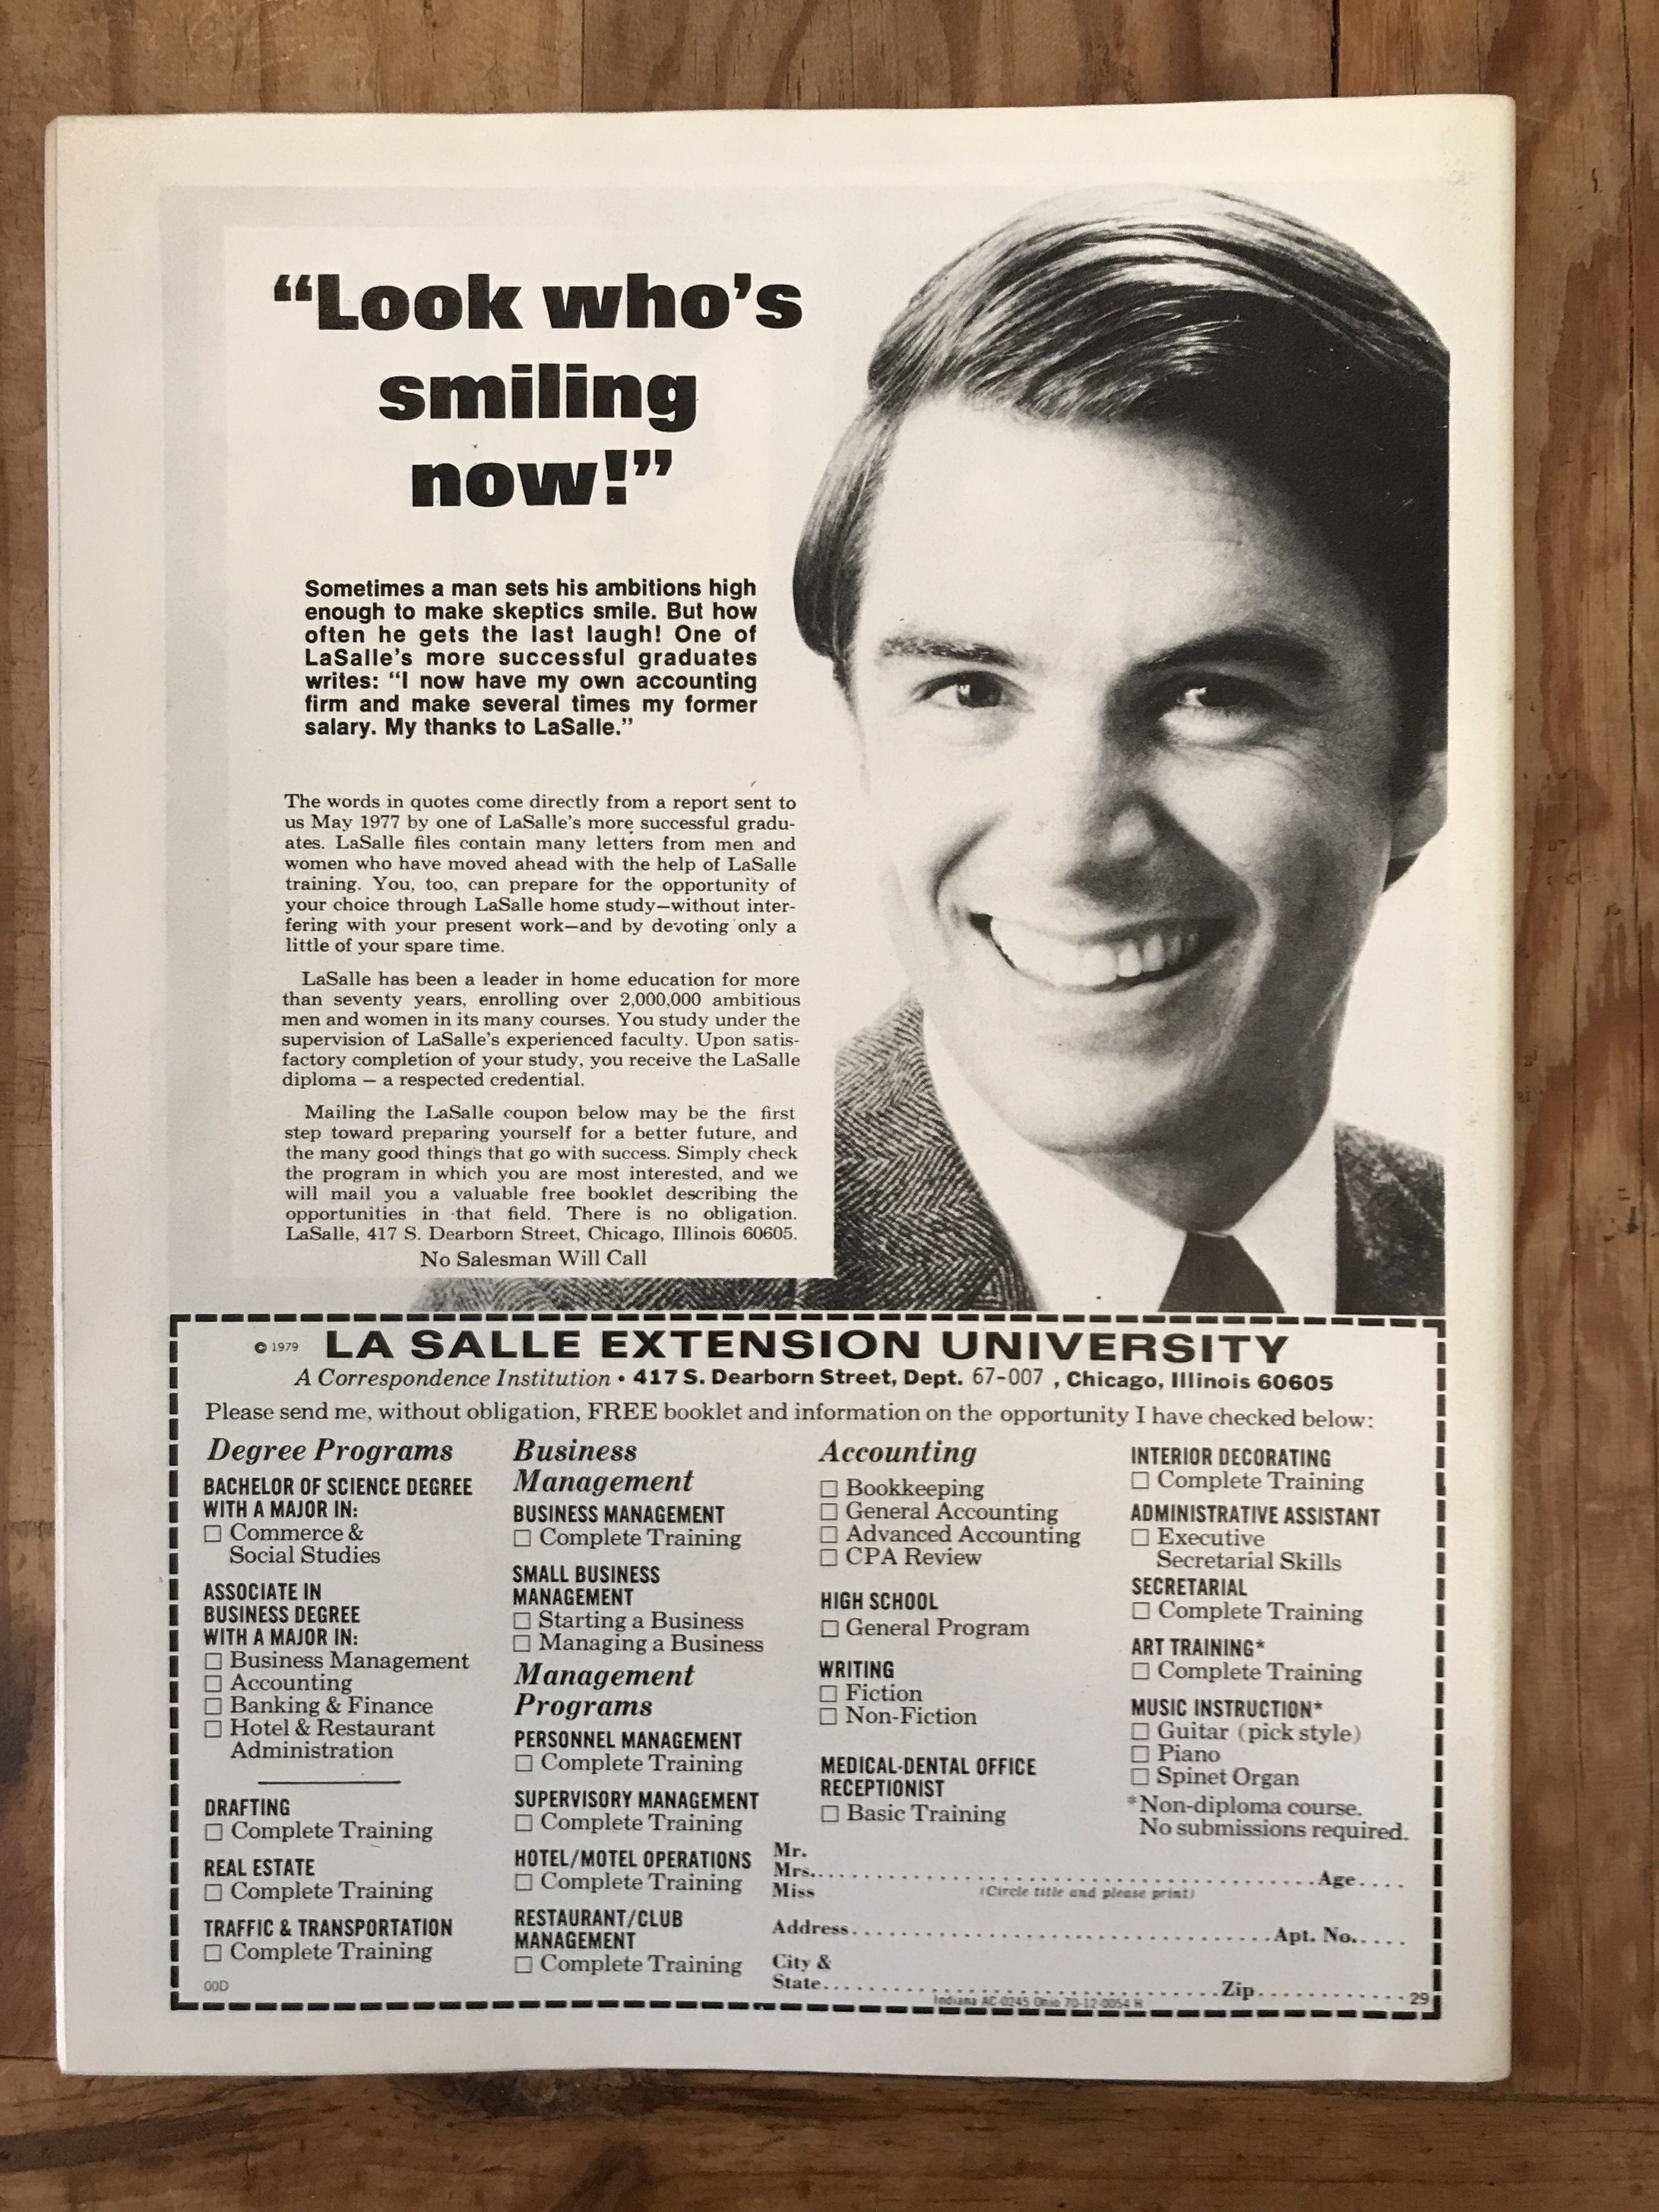 “Look who’s
smiling
now!”
Sometimes a man sets his ambitions high
enough to make skeptics smile. But how
often he gets the last laugh! One of
LaSalle’s more successful graduates
writes: “I now have my own accounting
firm and make several times my former
salary. My thanks to LaSalle.”
The words in quotes come directly from a report sent to
us May 1977 by one of LaSalle’s more successful gradu-
ates. LaSalle files contain many letters from men and
women who have moved ahead with the help of LaSalle
training. You, too, can prepare for the opportunity of
your choice through LaSalle home study—without inter-
fering with your present work—and by devoting only a
little of your spare time.
LaSalle has been a leader in home education for more
than seventy years, enrolling over 2,000,000 ambitious
men and women in its many courses. You study under the
supervision of LaSalle’s experienced faculty. Upon satis-
factory completion of your study, you receive the LaSalle
diploma — a respected credential.
Mailing the LaSalle coupon below may be the first
step toward preparing yourself for a better future, and
the many good things that go with success. Simply check
the program in which you are most interested, and we
will mail you a valuable free booklet describing the
opportunities in that field. There is no obligation.
LaSalle, 417 S. Dearborn Street, Chicago, Illinois 60605.
No Salesman Will Call
© 1979 LA SALLE EXTENSION UNIVERSITY
A Correspondence Institution • 417 S. Dearborn Street, Dept. 67-007 , Chicago, Illinois 60605
Please send me, without obligation, FREE booklet and information on the opportunity I have checked below:
Degree Programs
BACHELOR OF SCIENCE DEGREE
WITH A MAJOR IN:
☐ Commerce &
Social Studies
ASSOCIATE IN
BUSINESS DEGREE
WITH A MAJOR IN:
☐ Business Management
☐ Accounting
☐ Banking & Finance
☐ Hotel & Restaurant
Administration
DRAFTING
☐ Complete Training
REAL ESTATE
☐ Complete Training
TRAFFIC & TRANSPORTATION
☐ Complete Training
00D
Business
Management
BUSINESS MANAGEMENT
☐ Complete Training
SMALL BUSINESS
MANAGEMENT
☐ Starting a Business
☐ Managing a Business
Management
Programs
PERSONNEL MANAGEMENT
☐ Complete Training
SUPERVISORY MANAGEMENT
☐ Complete Training
HOTEL/MOTEL OPERATIONS
☐ Complete Training
RESTAURANT/CLUB
MANAGEMENT
☐ Complete Training
Accounting
☐ Bookkeeping
☐ General Accounting
☐ Advanced Accounting
☐ CPA Review
HIGH SCHOOL
☐ General Program
WRITING
☐ Fiction
☐ Non-Fiction
MEDICAL-DENTAL OFFICE
RECEPTIONIST
☐ Basic Training
INTERIOR DECORATING
☐ Complete Training
ADMINISTRATIVE ASSISTANT
☐ Executive
Secretarial Skills
SECRETARIAL
☐ Complete Training
ART TRAINING*
☐ Complete Training
MUSIC INSTRUCTION*
☐ Guitar (pick style)
☐ Piano
☐ Spinet Organ
*Non-diploma course.
No submissions required.
Mr.
Mrs. Age
Miss (Circle title and please print)
Address Apt. No.
City &
State Zip 29
Indiana AC-0245 Ohio 70-12-0054 H